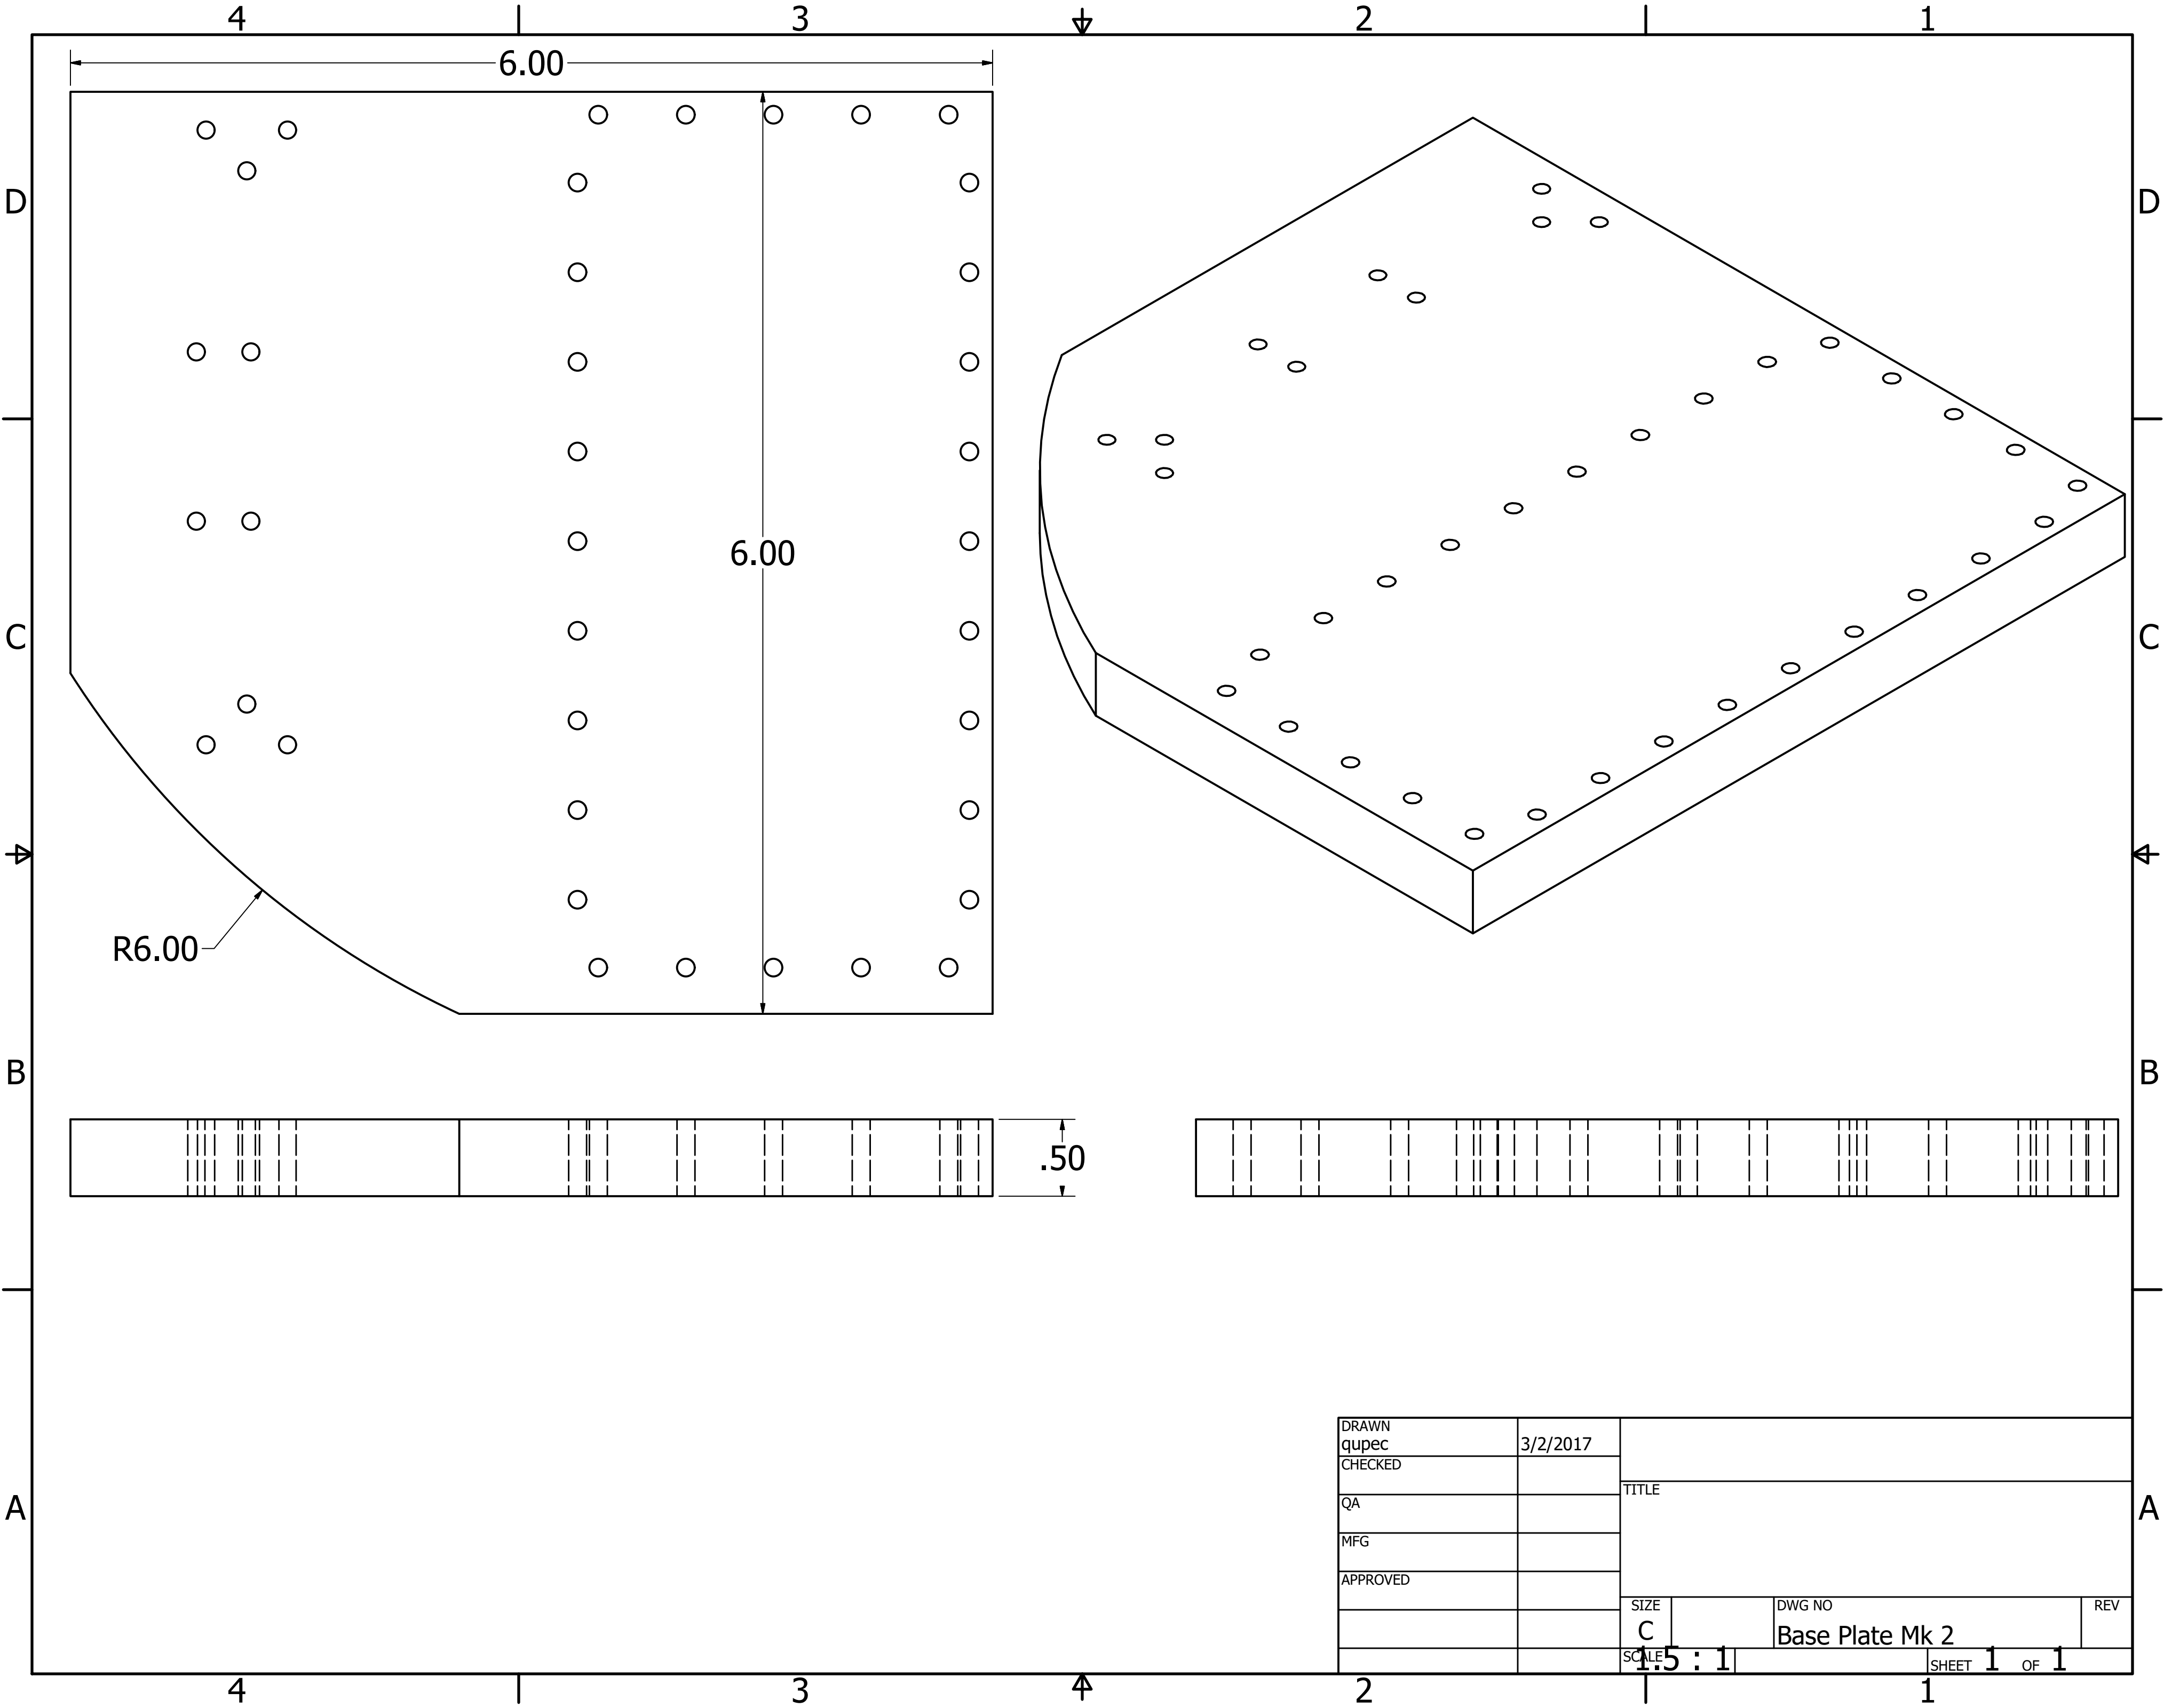 4 3 2 1
6.00
D D
6.00
C C
R6.00
B B
.50
DRAWN
qupec 3/2/2017
CHECKED
TITLE
QA
A A
MFG
APPROVED
SIZE DWG NO REV
C Base Plate Mk 2
SCALE 1.5 : 1 SHEET 1 OF 1
4 3 2 1